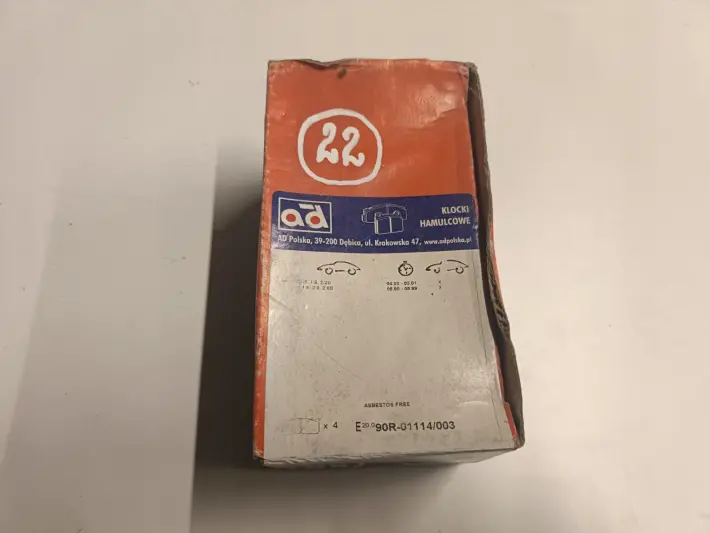 22
ad
KLOCKI
HAMULCOWE
AD Polska, 39-200 Dębica, ul. Krakowska 47, www.adpolska.pl
ASBESTOS FREE
x 4
E 90R-01114/003